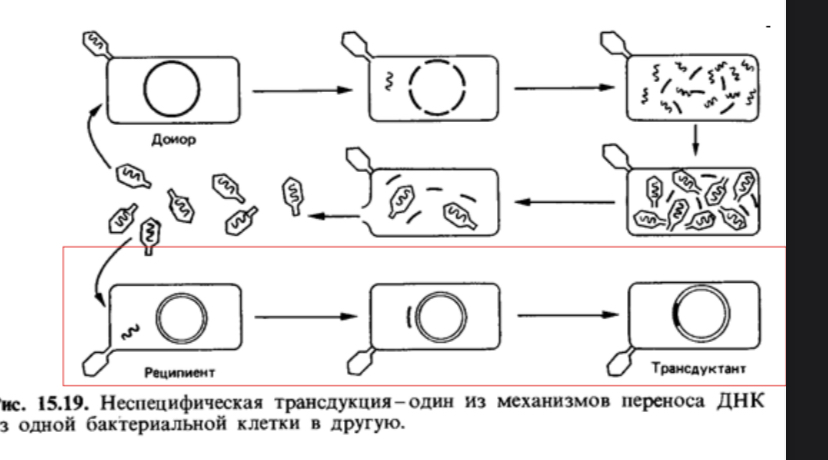 Донор
Реципиент
Трансдуктант
ис. 15.19. Неспецифическая трансдукция – один из механизмов переноса ДНК
з одной бактериальной клетки в другую.